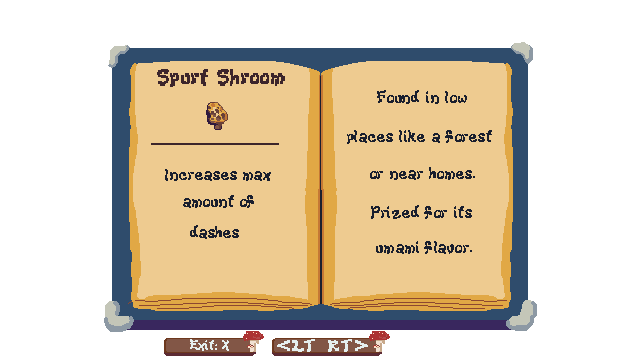 Spurf Shroom
Increases max
amount of
dashes
Found in low
places like a forest
or near homes.
Prized for its
umami flavor.
Exit: X
<LT RT>